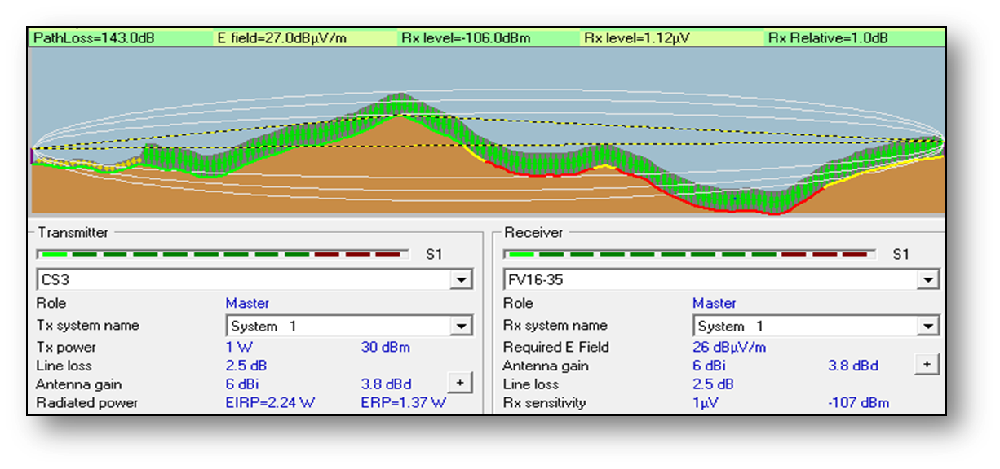 PathLoss=143.0dB E field=27.0dBµV/m Rx level=-106.0dBm Rx level=1.12µV Rx Relative=1.0dB
Transmitter
S1
CS3
Role Master
Tx system name System 1
Tx power 1 W 30 dBm
Line loss 2.5 dB
Antenna gain 6 dBi 3.8 dBd +
Radiated power EIRP=2.24 W ERP=1.37 W
Receiver
S1
FV16-35
Role Master
Rx system name System 1
Required E Field 26 dBµV/m
Antenna gain 6 dBi 3.8 dBd +
Line loss 2.5 dB
Rx sensitivity 1µV -107 dBm